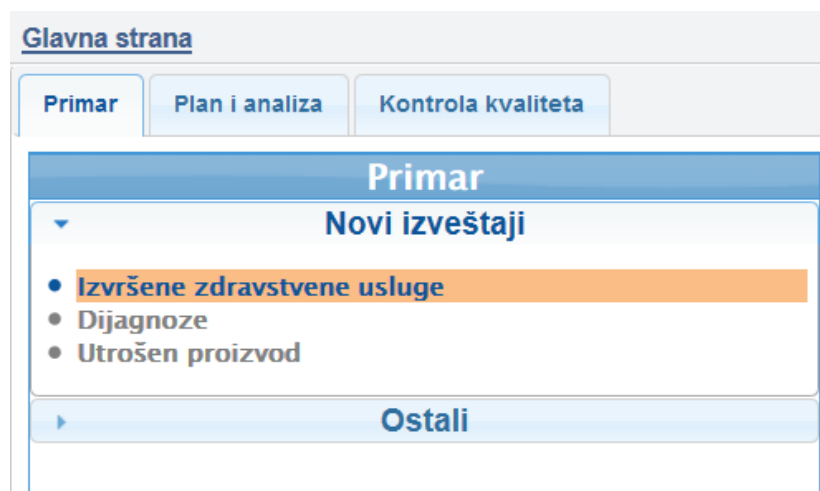 Glavna strana
Primar Plan i analiza Kontrola kvaliteta
Primar
Novi izveštaji
Izvršene zdravstvene usluge
Dijagnoze
Utrošen proizvod
Ostali